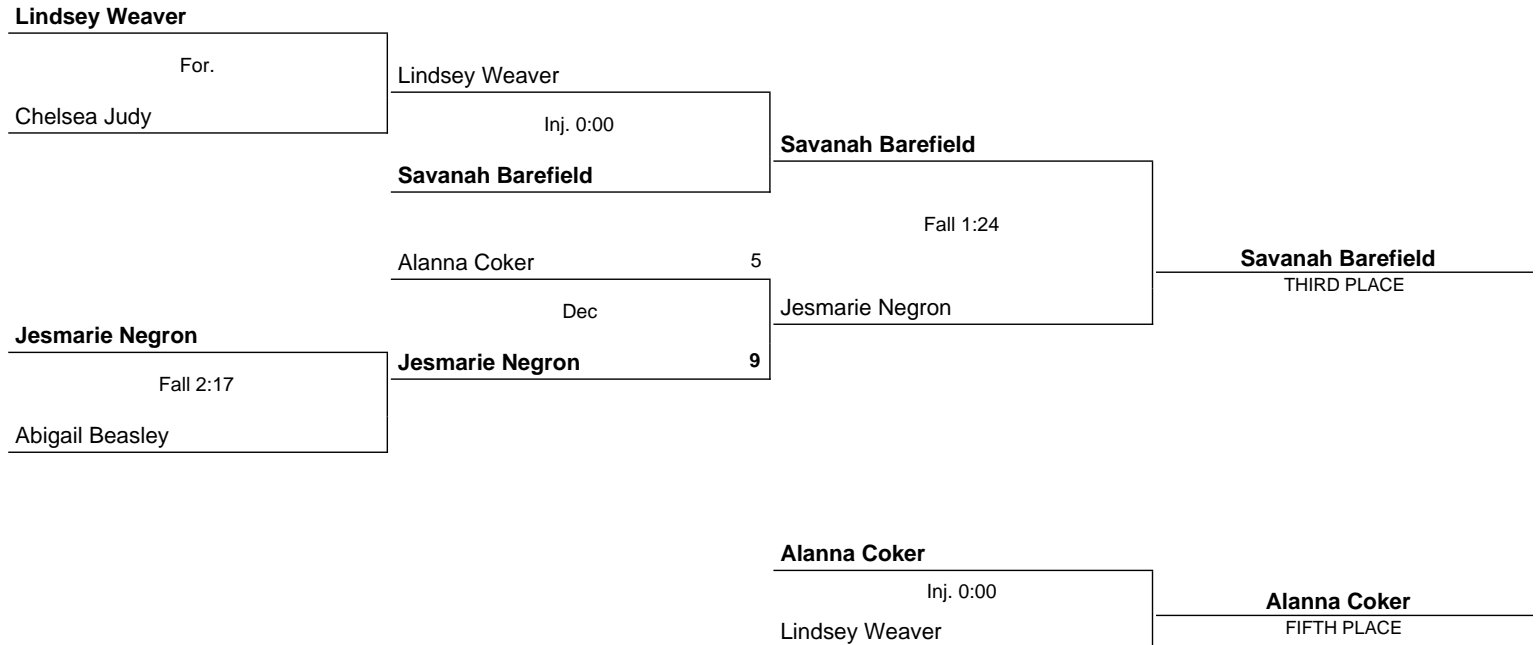 Lindsey Weaver
For.
Chelsea Judy
Lindsey Weaver
Inj. 0:00
Savanah Barefield
Savanah Barefield
Fall 1:24
Jesmarie Negron
Alanna Coker 5
Dec
Jesmarie Negron 9
Jesmarie Negron
Fall 2:17
Abigail Beasley
Savanah Barefield
THIRD PLACE
Alanna Coker
Inj. 0:00
Lindsey Weaver
Alanna Coker
FIFTH PLACE